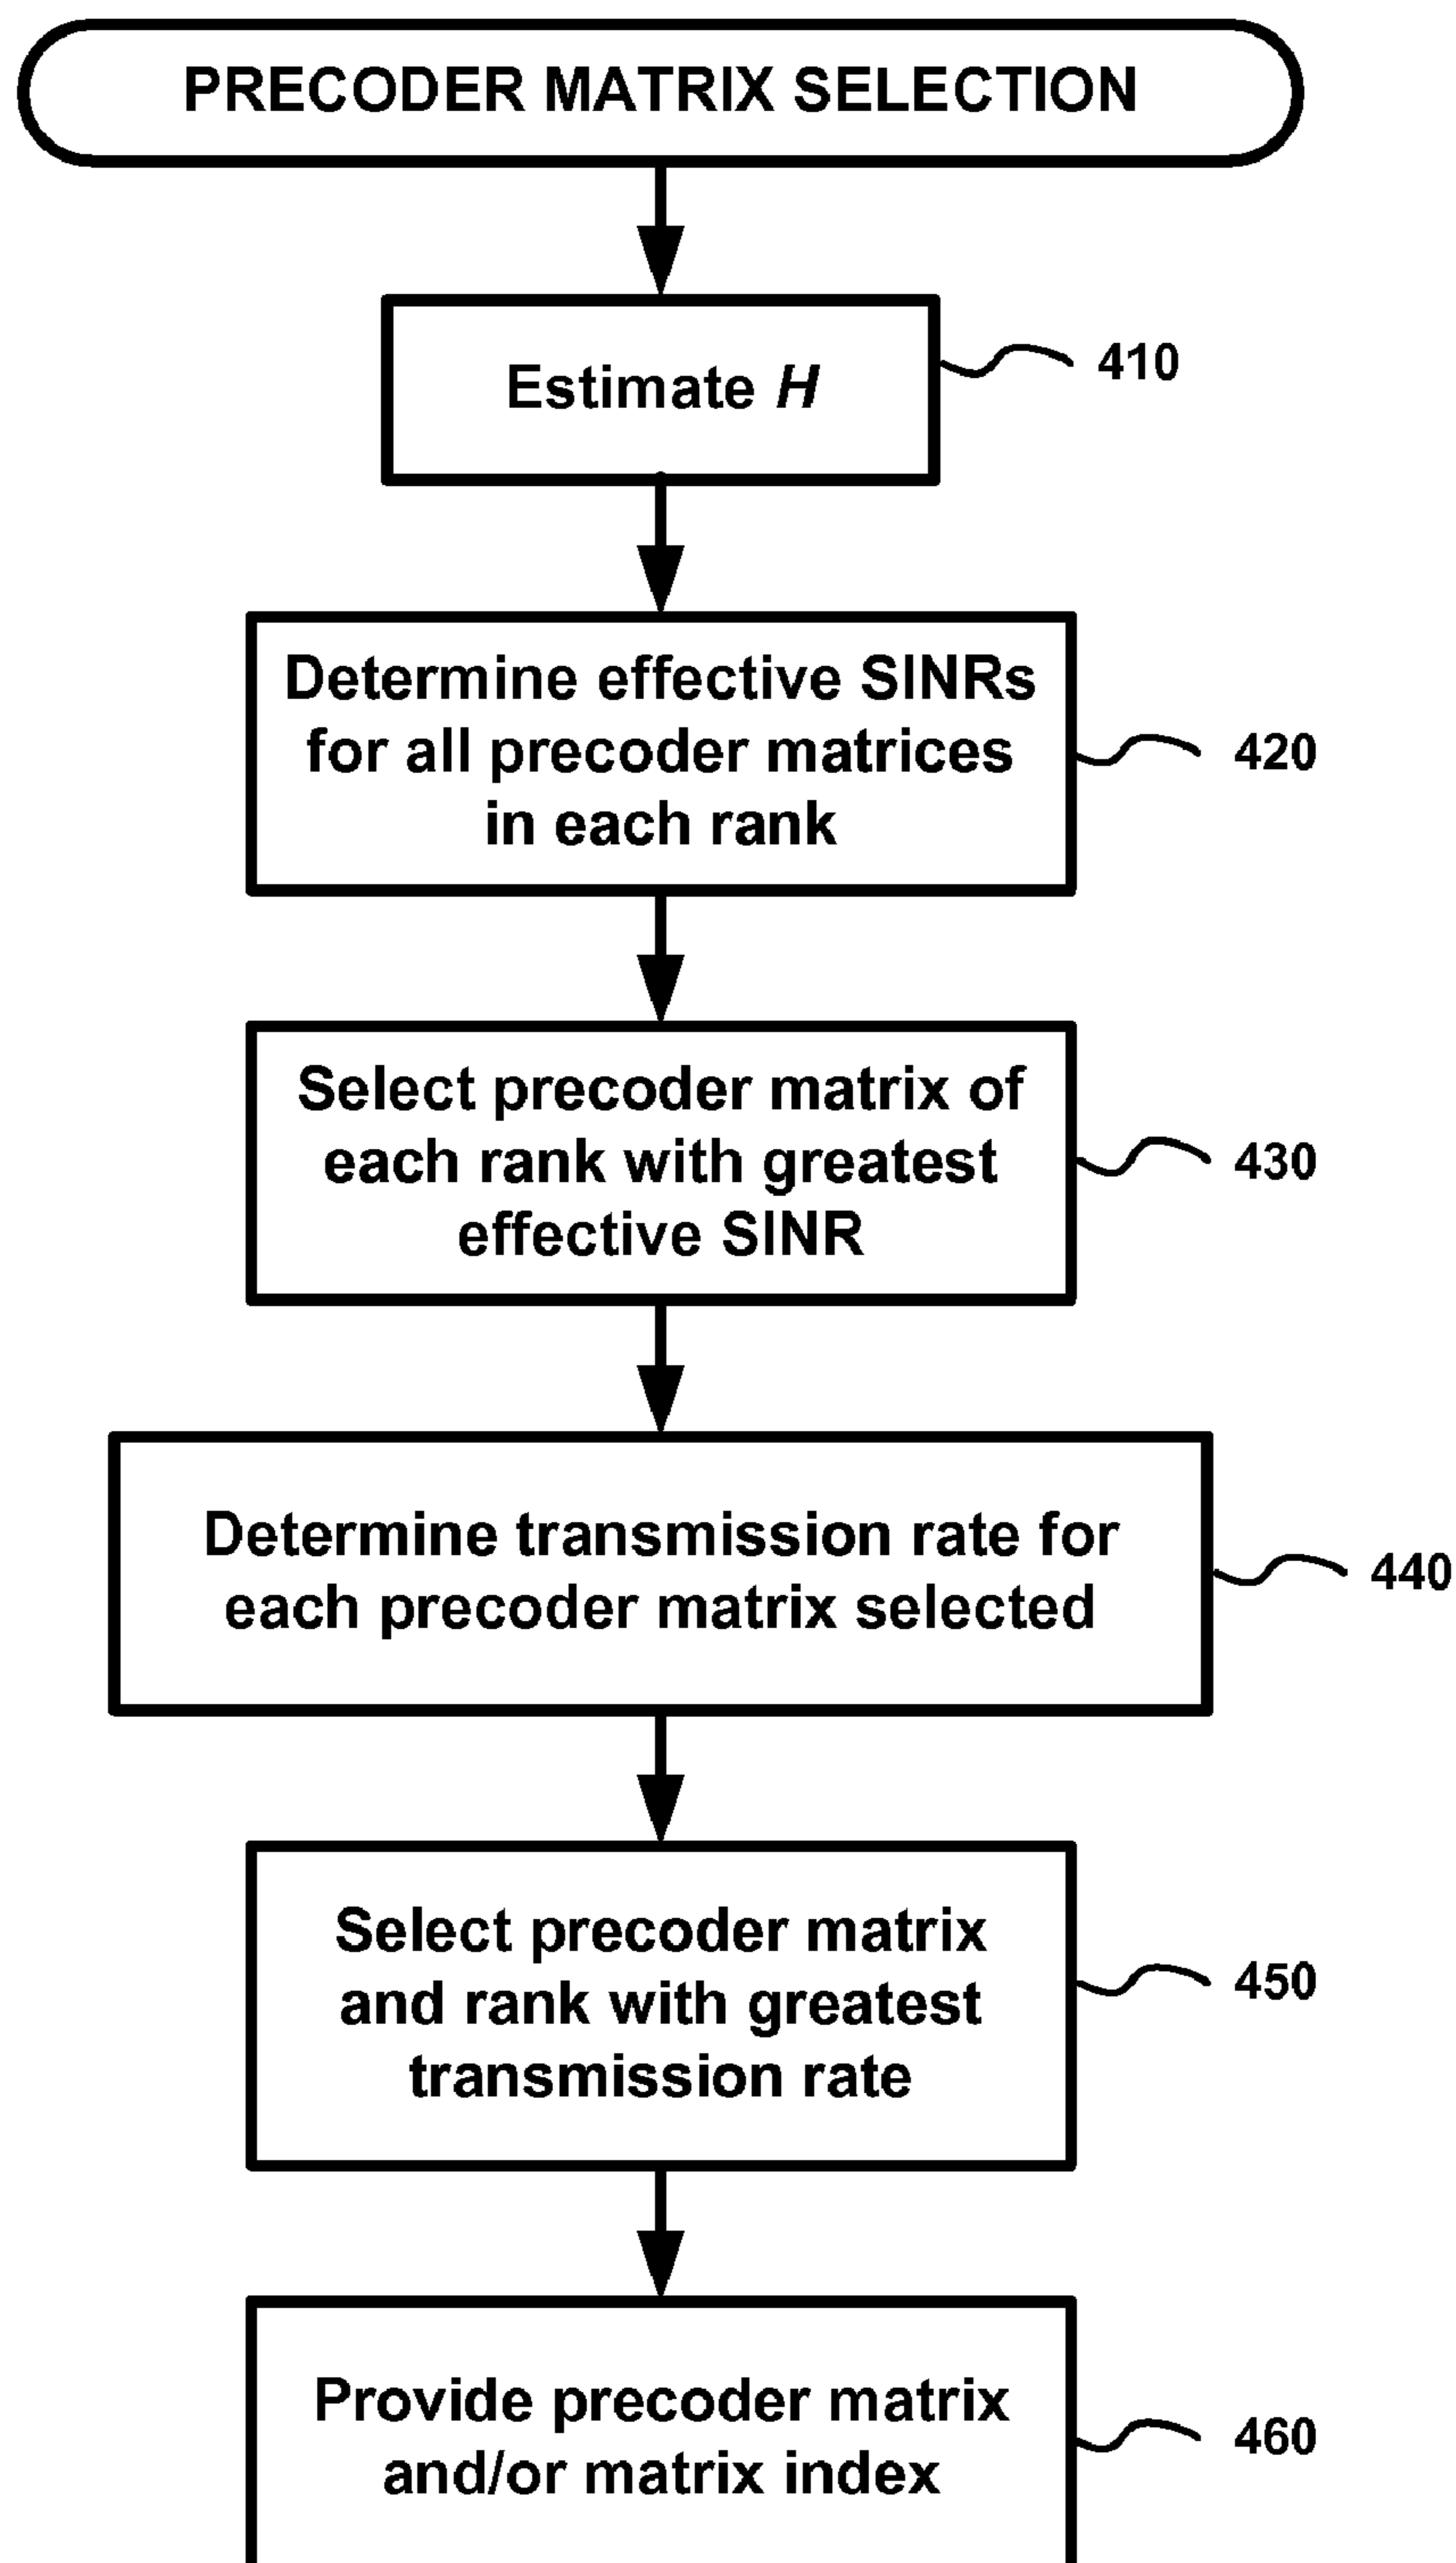 PRECODER MATRIX SELECTION
Estimate H
410
Determine effective SINRs
for all precoder matrices
in each rank
420
Select precoder matrix of
each rank with greatest
effective SINR
430
Determine transmission rate for
each precoder matrix selected
440
Select precoder matrix
and rank with greatest
transmission rate
450
Provide precoder matrix
and/or matrix index
460